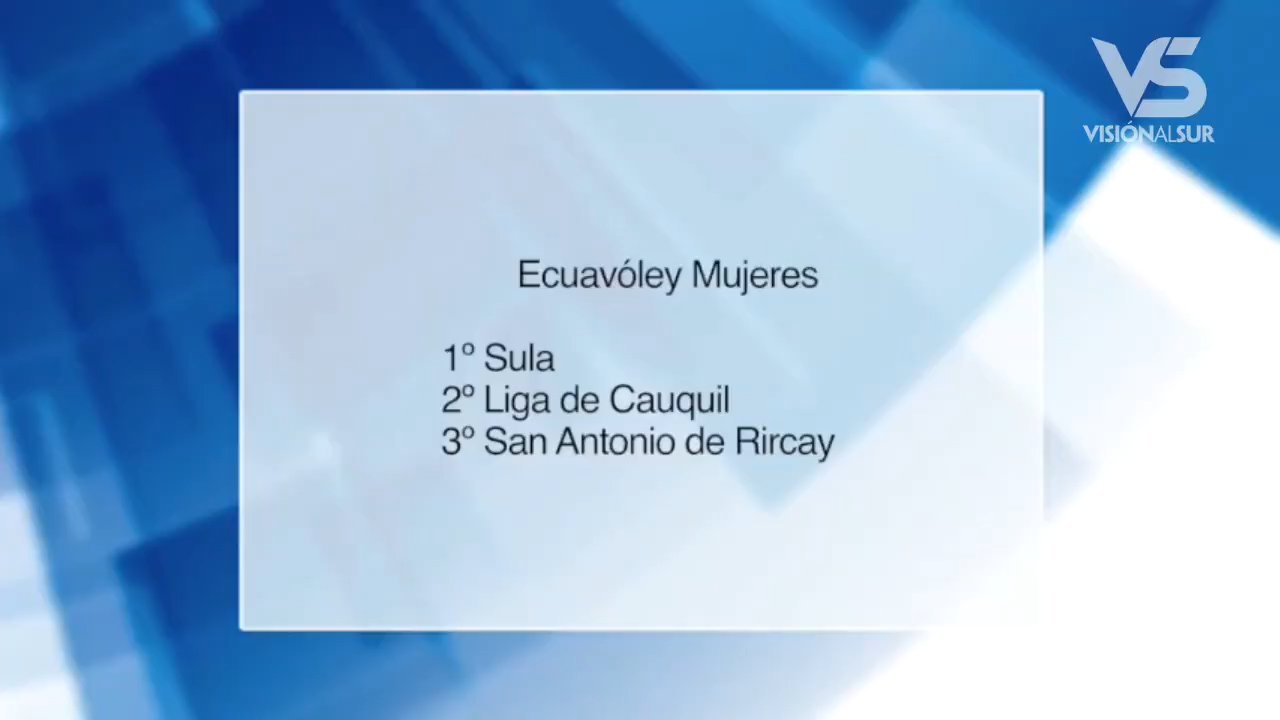 VS
VISIÓNALSUR
Ecuavóley Mujeres
1º Sula
2º Liga de Cauquil
3º San Antonio de Rircay